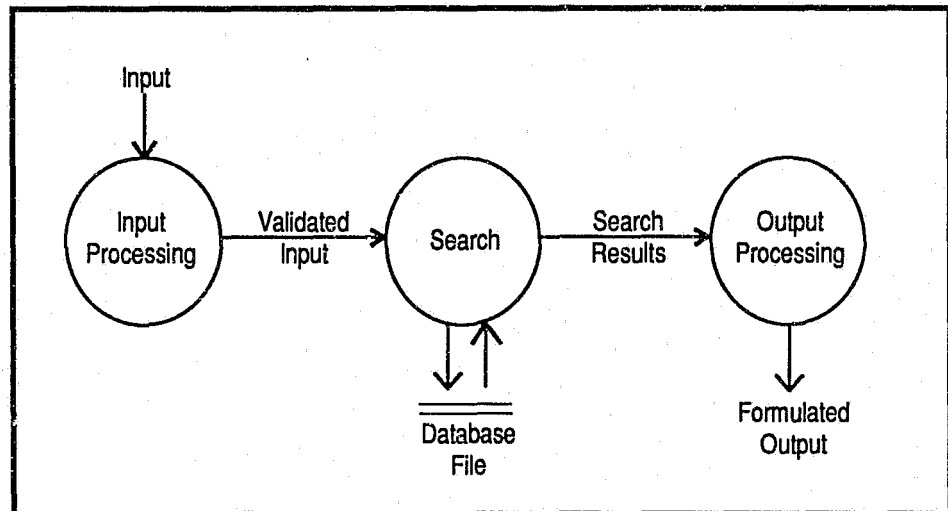 Input
Input
Processing
Validated
Input
Search
Search
Results
Output
Processing
Database
File
Formulated
Output